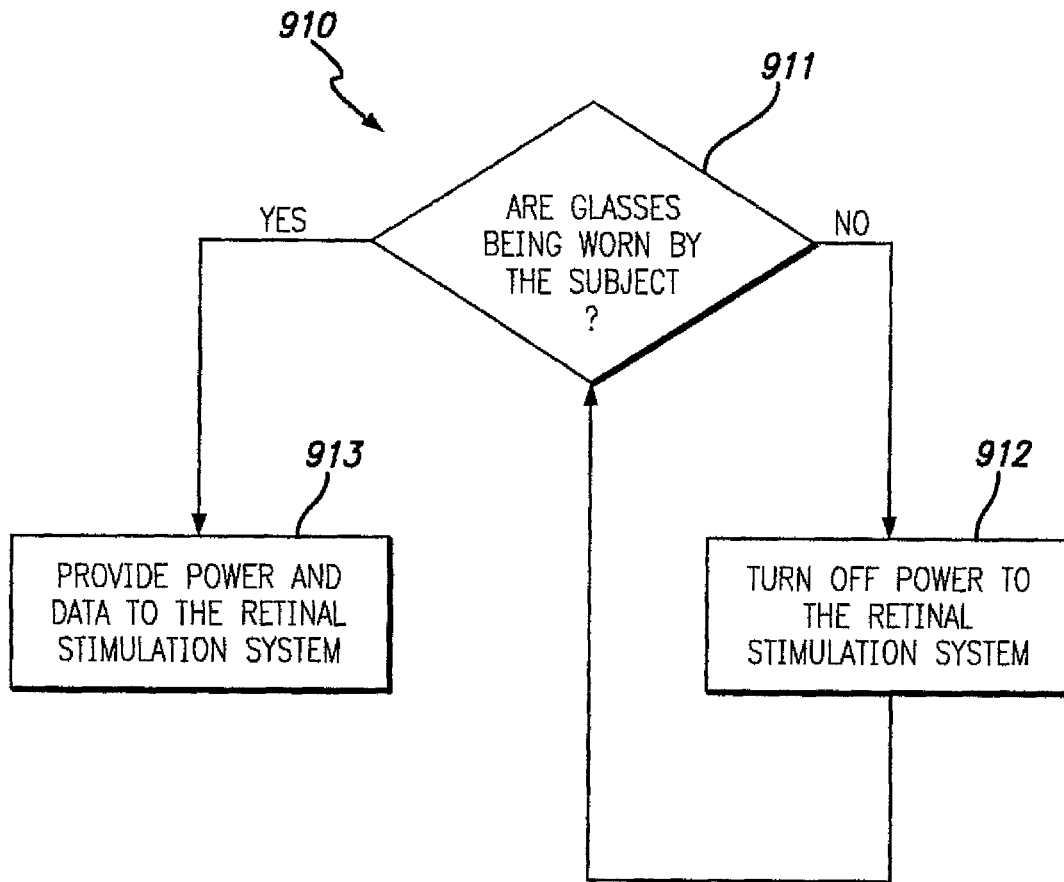 910
911
ARE GLASSES
BEING WORN BY
THE SUBJECT
?
YES
NO
913
PROVIDE POWER AND
DATA TO THE RETINAL
STIMULATION SYSTEM
912
TURN OFF POWER TO
THE RETINAL
STIMULATION SYSTEM